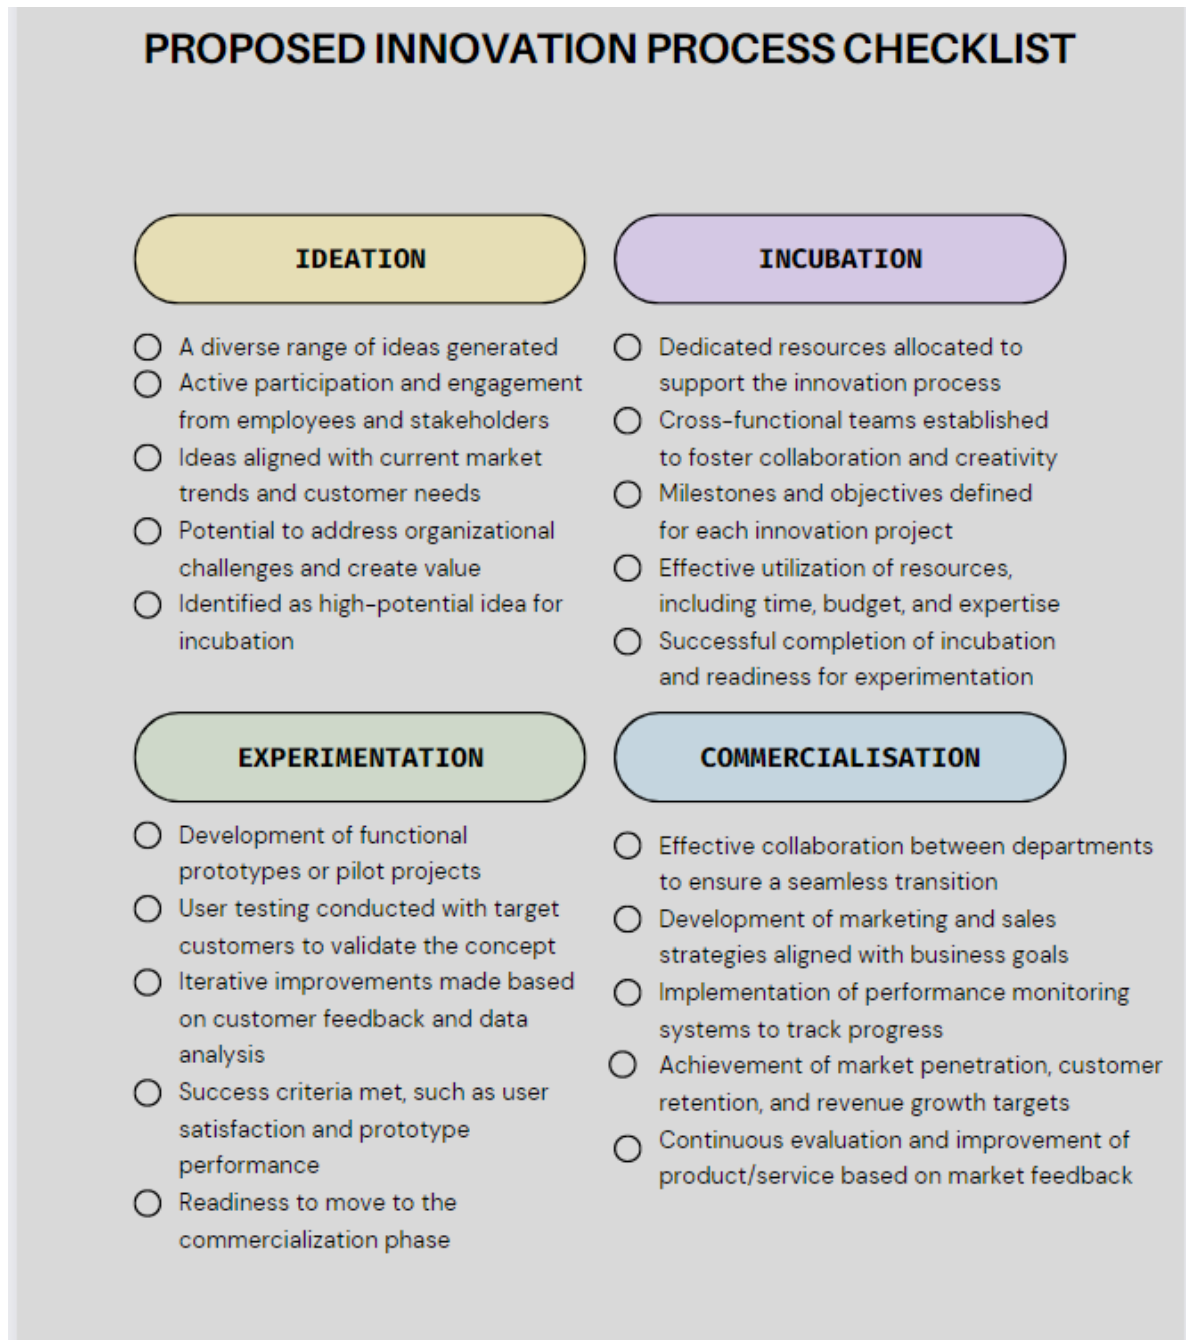 PROPOSED INNOVATION PROCESS CHECKLIST
IDEATION
A diverse range of ideas generated
Active participation and engagement
from employees and stakeholders
Ideas aligned with current market
trends and customer needs
Potential to address organizational
challenges and create value
Identified as high-potential idea for
incubation
INCUBATION
Dedicated resources allocated to
support the innovation process
Cross-functional teams established
to foster collaboration and creativity
Milestones and objectives defined
for each innovation project
Effective utilization of resources,
including time, budget, and expertise
Successful completion of incubation
and readiness for experimentation
EXPERIMENTATION
Development of functional
prototypes or pilot projects
User testing conducted with target
customers to validate the concept
Iterative improvements made based
on customer feedback and data
analysis
Success criteria met, such as user
satisfaction and prototype
performance
Readiness to move to the
commercialization phase
COMMERCIALISATION
Effective collaboration between departments
to ensure a seamless transition
Development of marketing and sales
strategies aligned with business goals
Implementation of performance monitoring
systems to track progress
Achievement of market penetration, customer
retention, and revenue growth targets
Continuous evaluation and improvement of
product/service based on market feedback